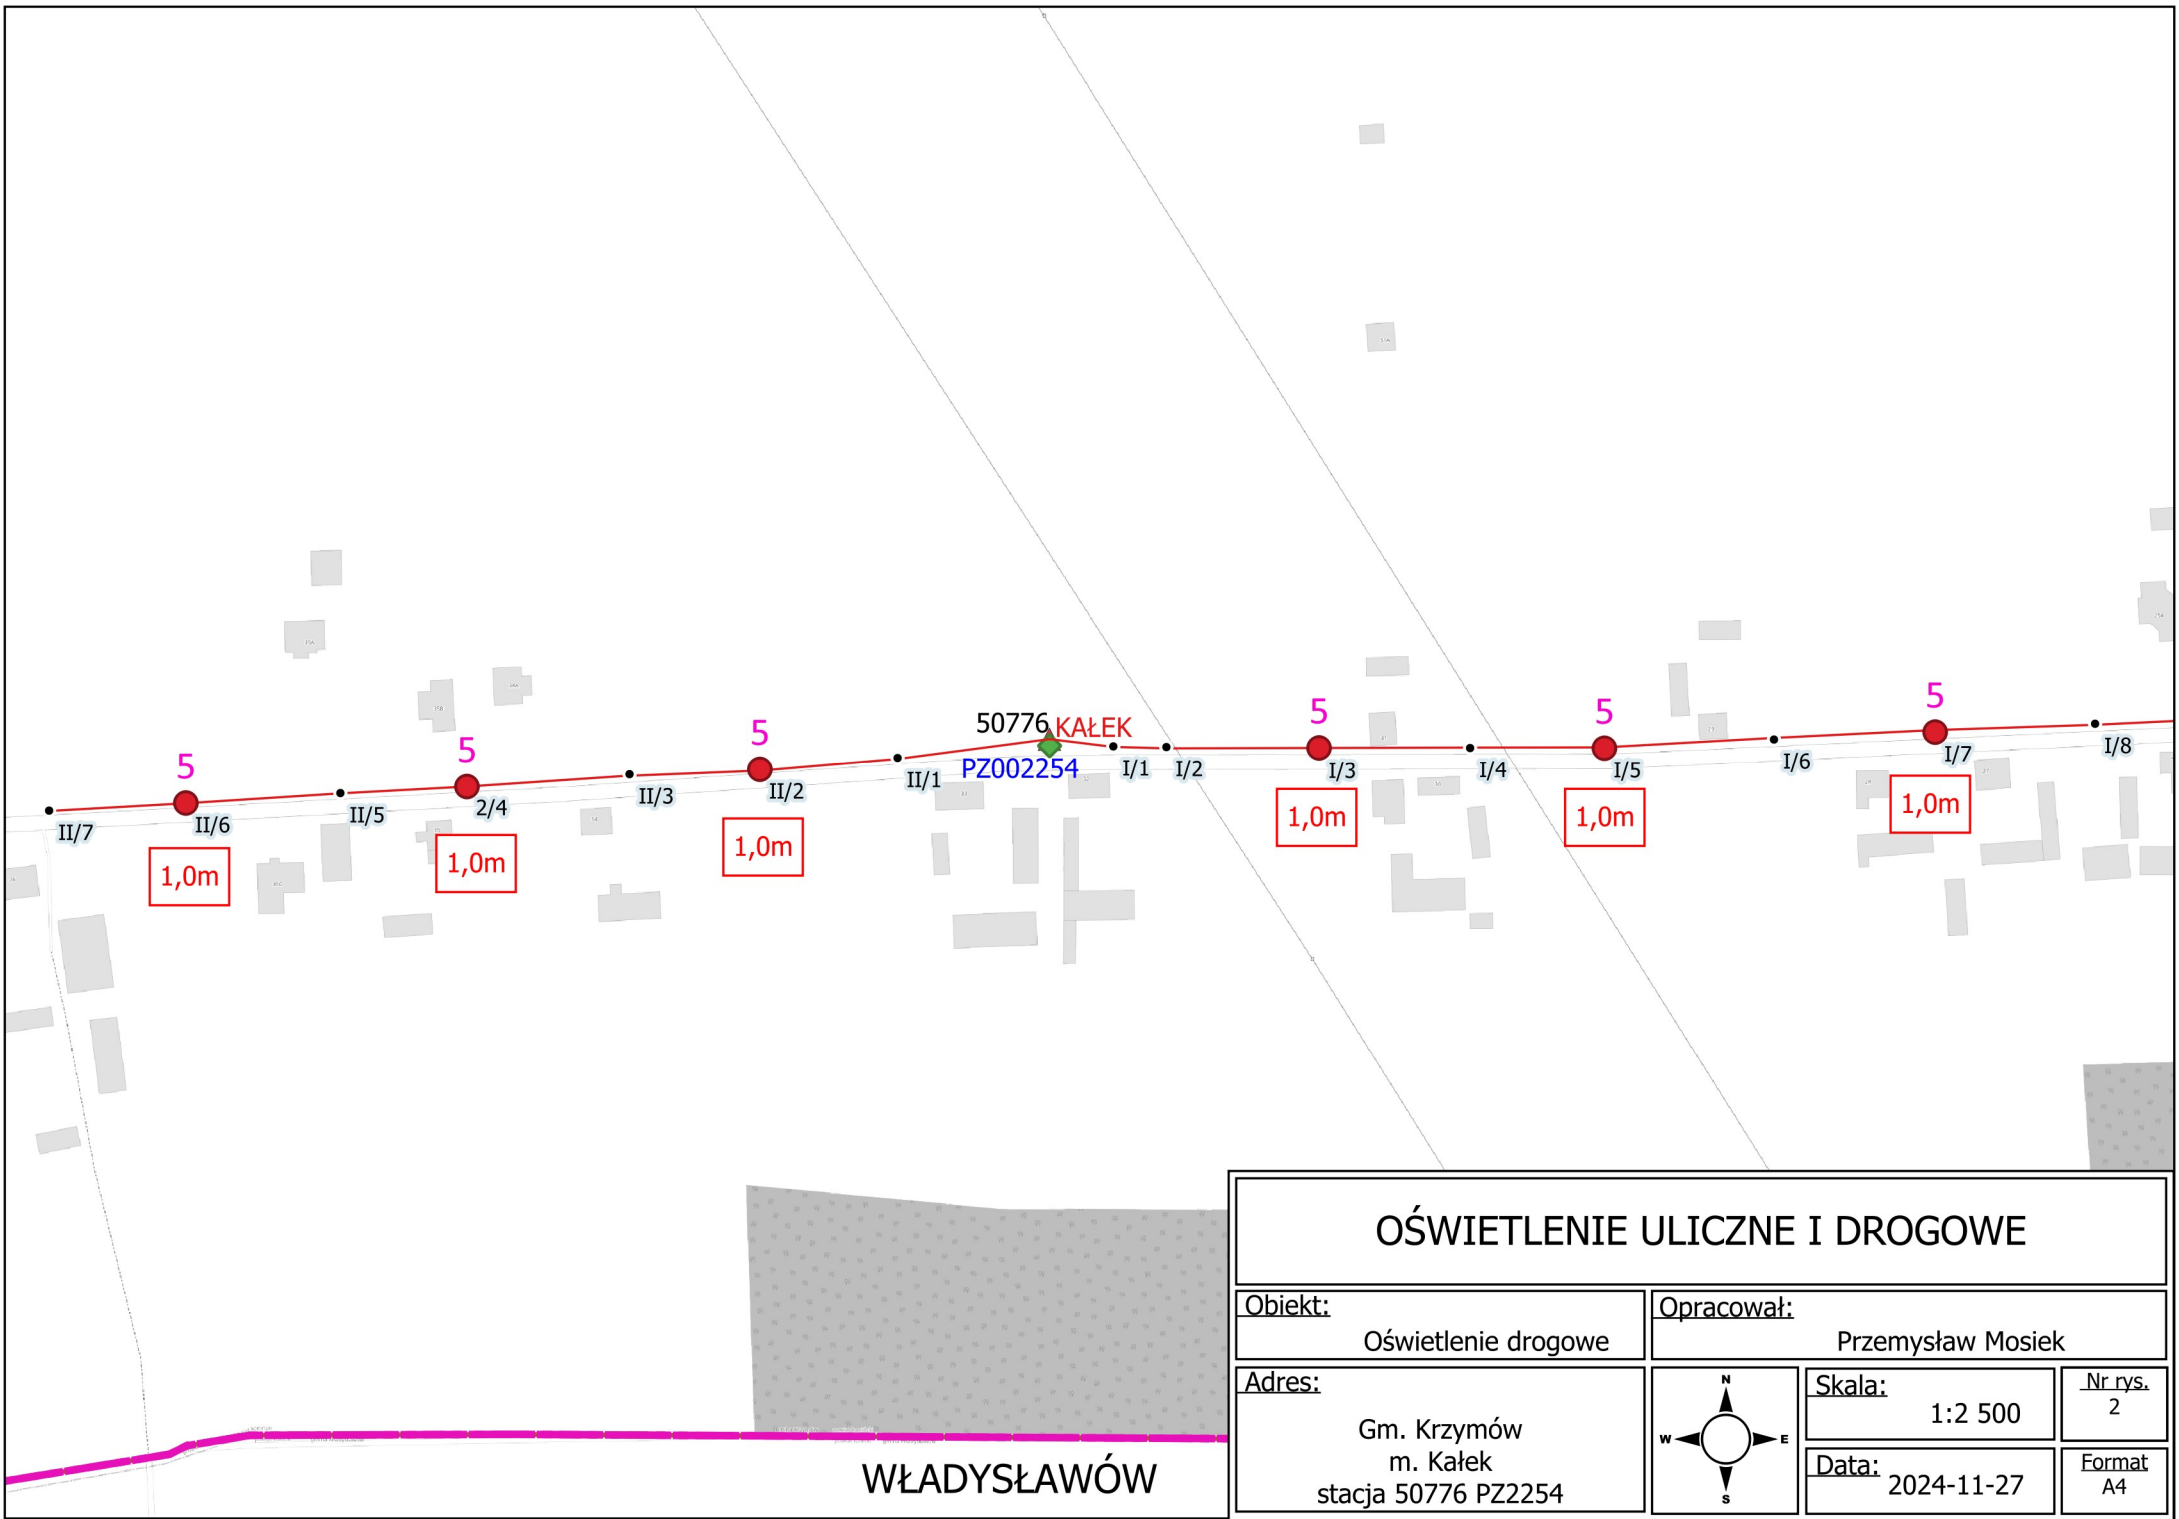 5
5
5
50776
KAŁEK
PZ002254
5
5
5
II/7
II/6
II/5
2/4
II/3
II/2
II/1
I/1
I/2
I/3
I/4
I/5
I/6
I/7
I/8
1,0m
1,0m
1,0m
1,0m
1,0m
1,0m
WŁADYSŁAWÓW
OŚWIETLENIE ULICZNE I DROGOWE
Obiekt:
Oświetlenie drogowe
Opracował:
Przemysław Mosiek
Adres:
Gm. Krzymów
m. Kałek
stacja 50776 PZ2254
N
W
E
S
Skala:
1:2 500
Nr rys.
2
Data: 2024-11-27
Format
A4